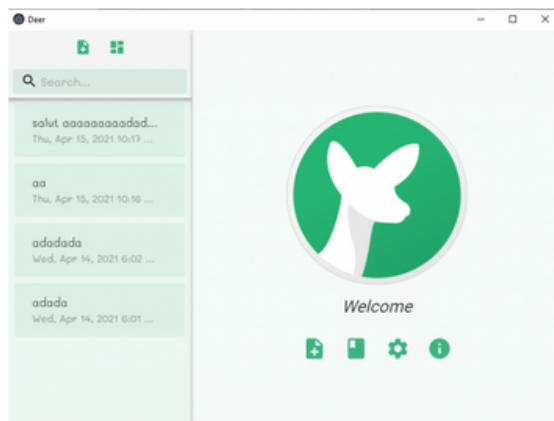 Deer
Search...
salut aaaaaaaaadad...
Thu, Apr 15, 2021 10:17 ...
aa
Thu, Apr 15, 2021 10:16 ...
adadada
Wed, Apr 14, 2021 6:02 ...
adada
Wed, Apr 14, 2021 6:01 ...
Welcome